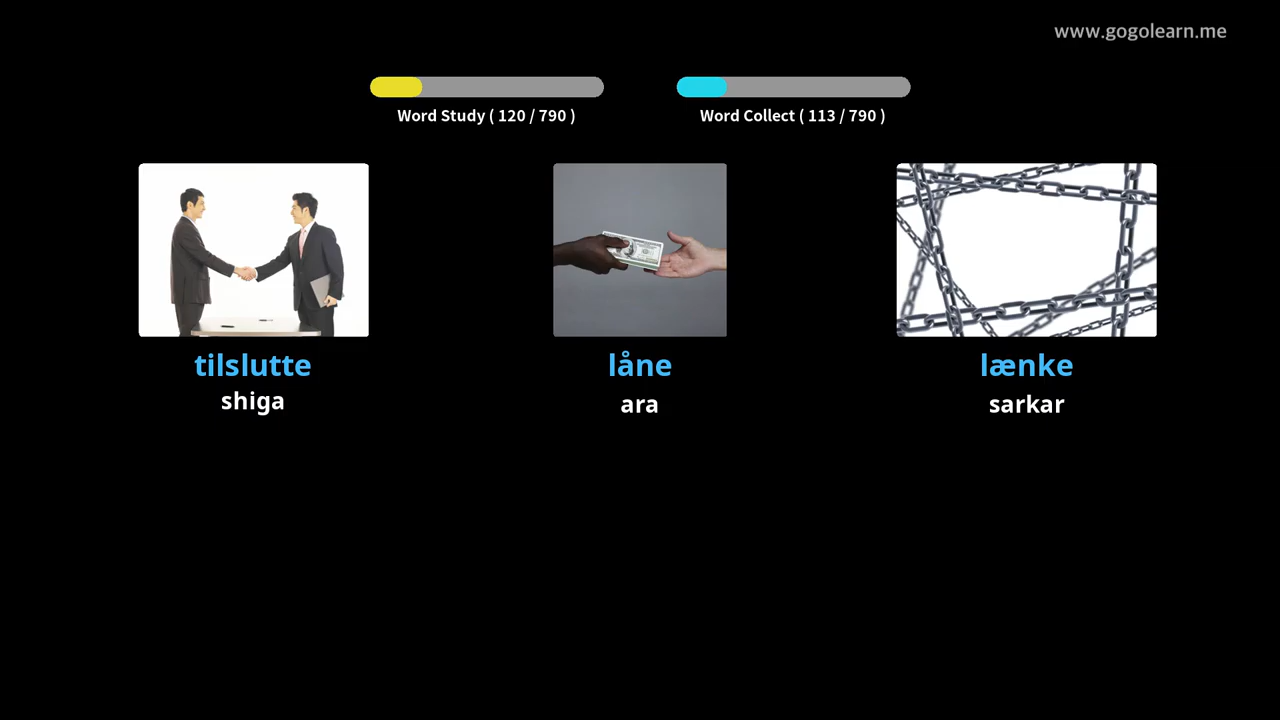 www.gogolearn.me
Word Study ( 120 / 790 )
Word Collect ( 113 / 790 )
tilslutte
låne
lænke
shiga
ara
sarkar